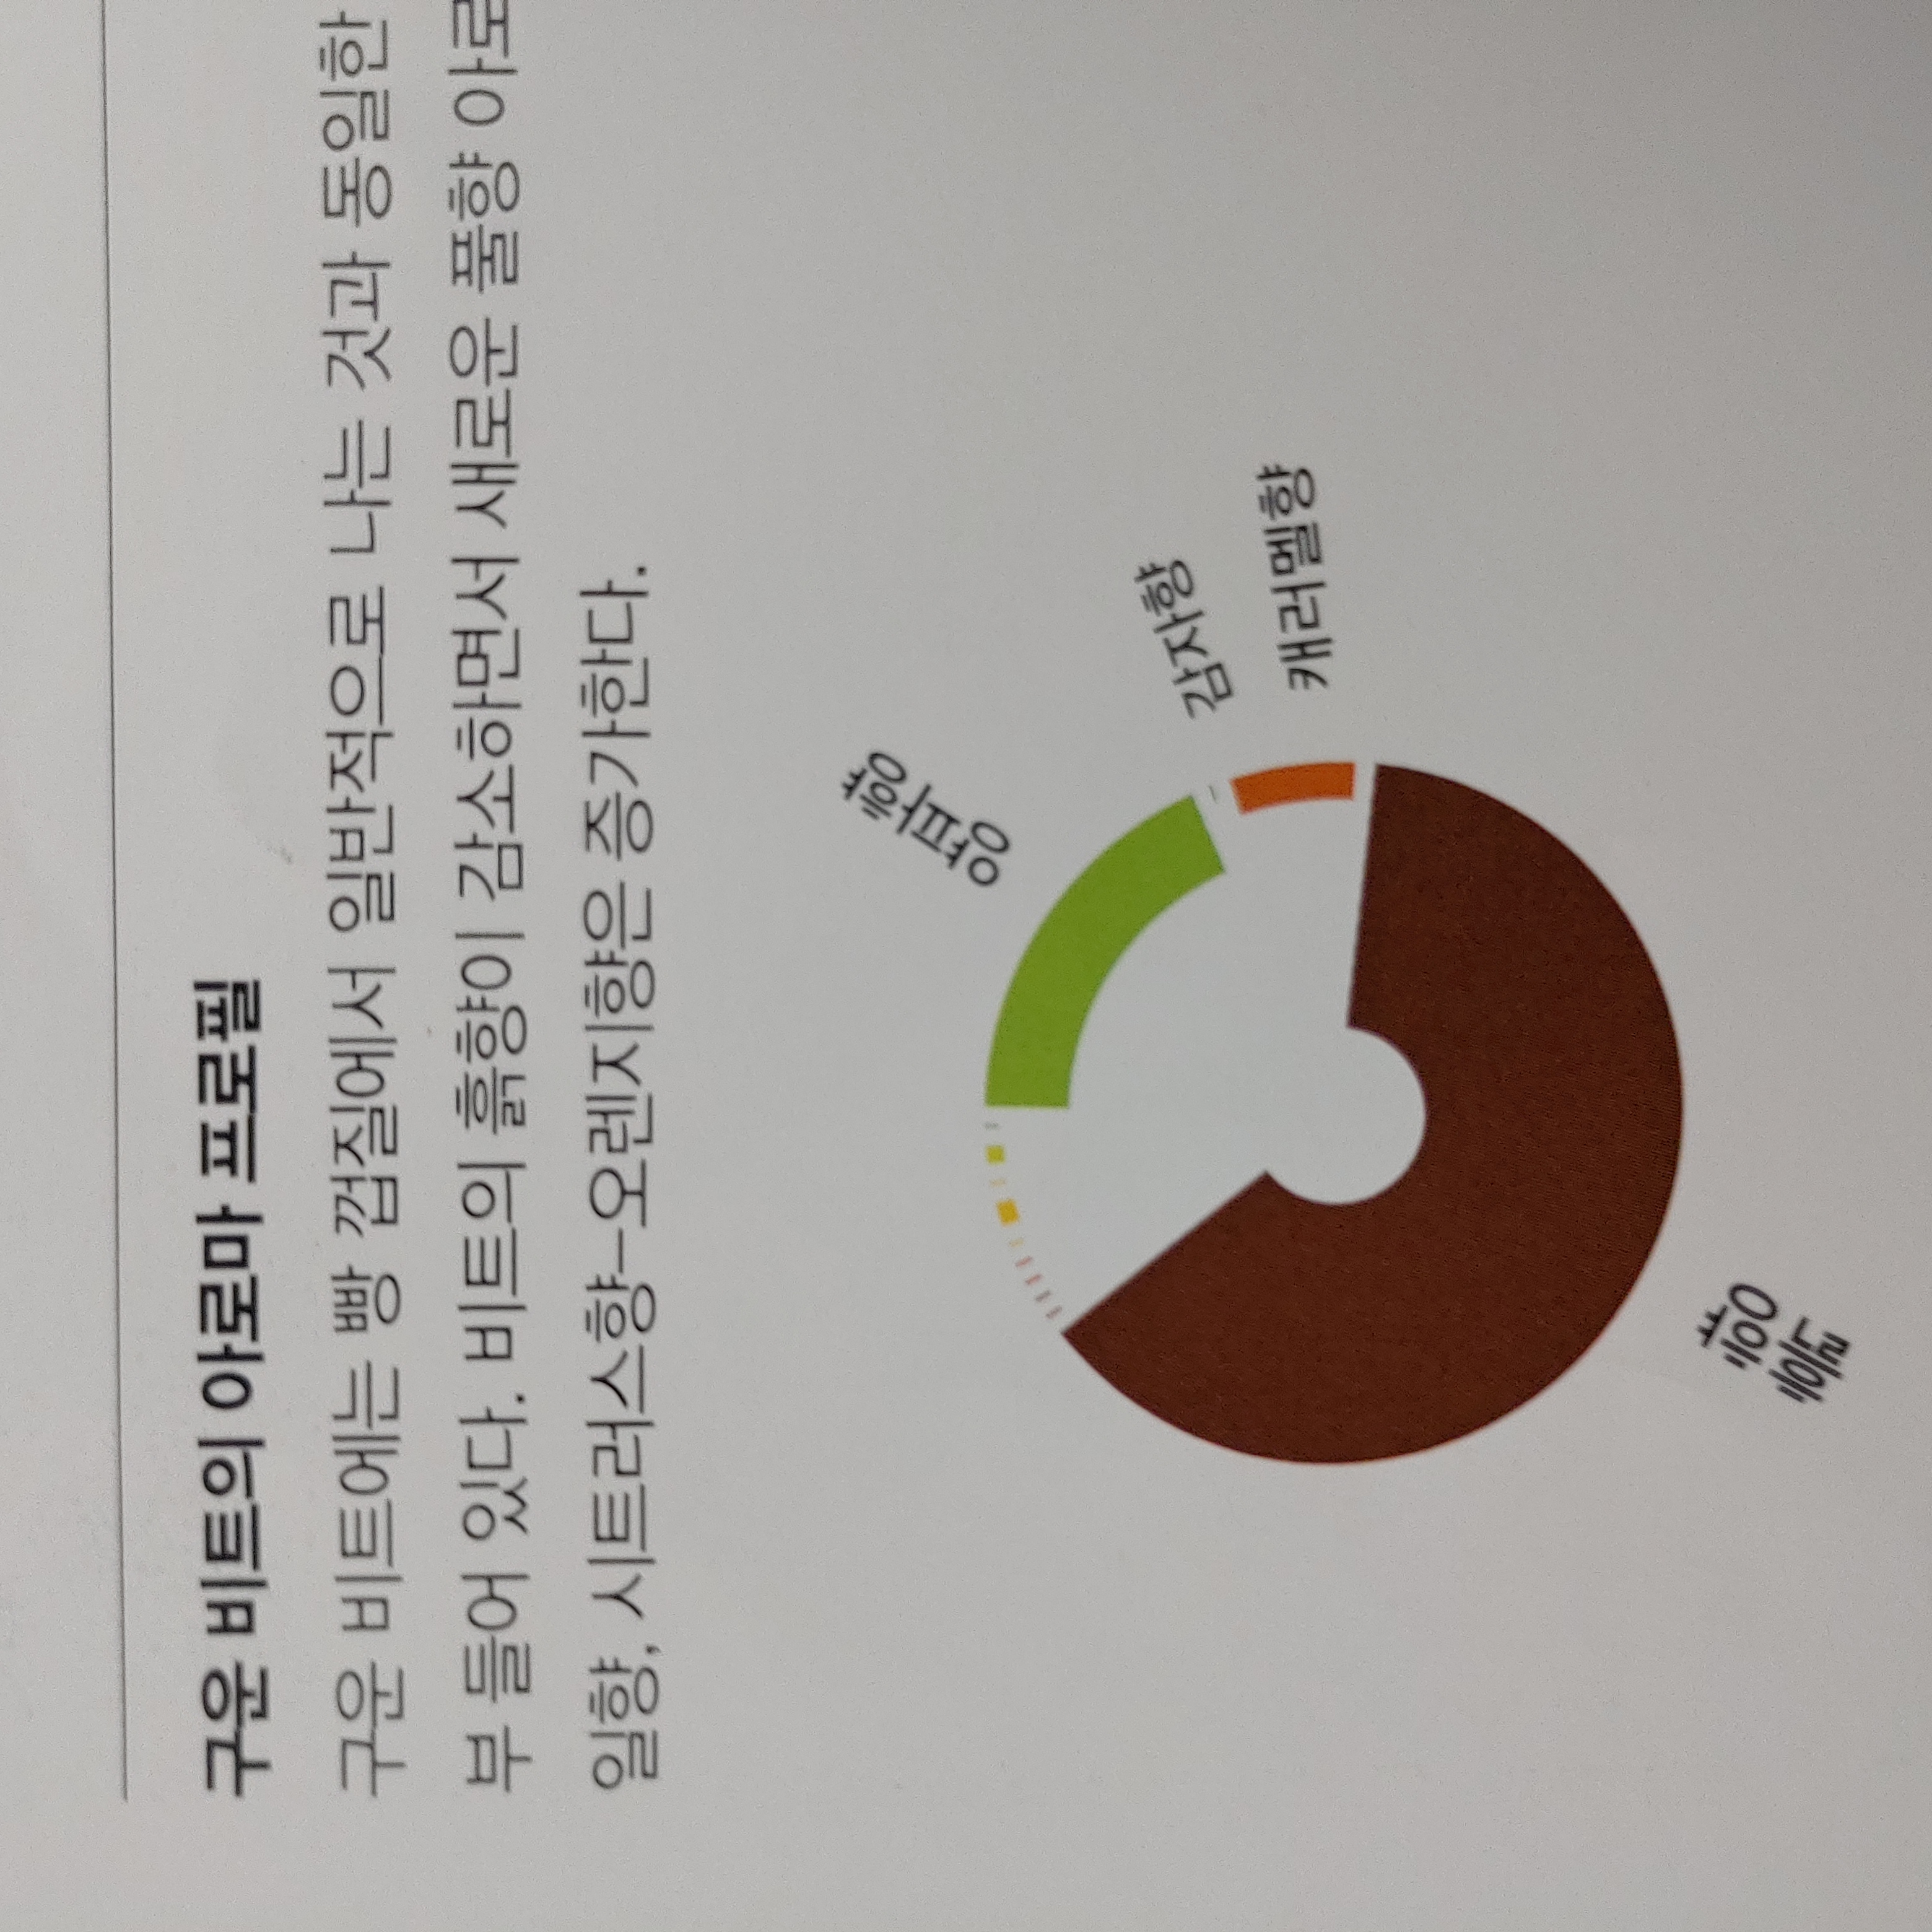 구운 비트의 아로마 프로필
구운 비트에는 빵 껍질에서 일반적으로 나는 것과 동일한
부 들어 있다. 비트의 흙향이 감소하면서 새로운 풀향 아로
일향, 시트러스향–오렌지향은 증가한다.
양파향
감자향
캐러멜향
흙향